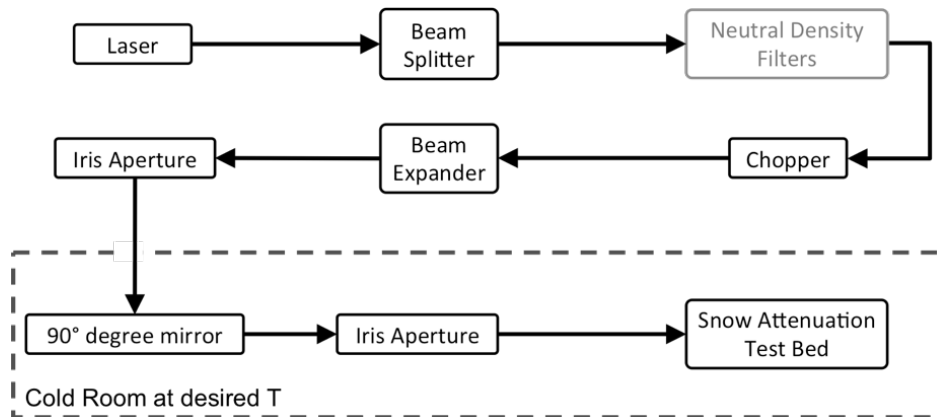 Laser
Beam
Splitter
Neutral Density
Filters
Iris Aperture
Beam
Expander
Chopper
90° degree mirror
Iris Aperture
Snow Attenuation
Test Bed
Cold Room at desired T